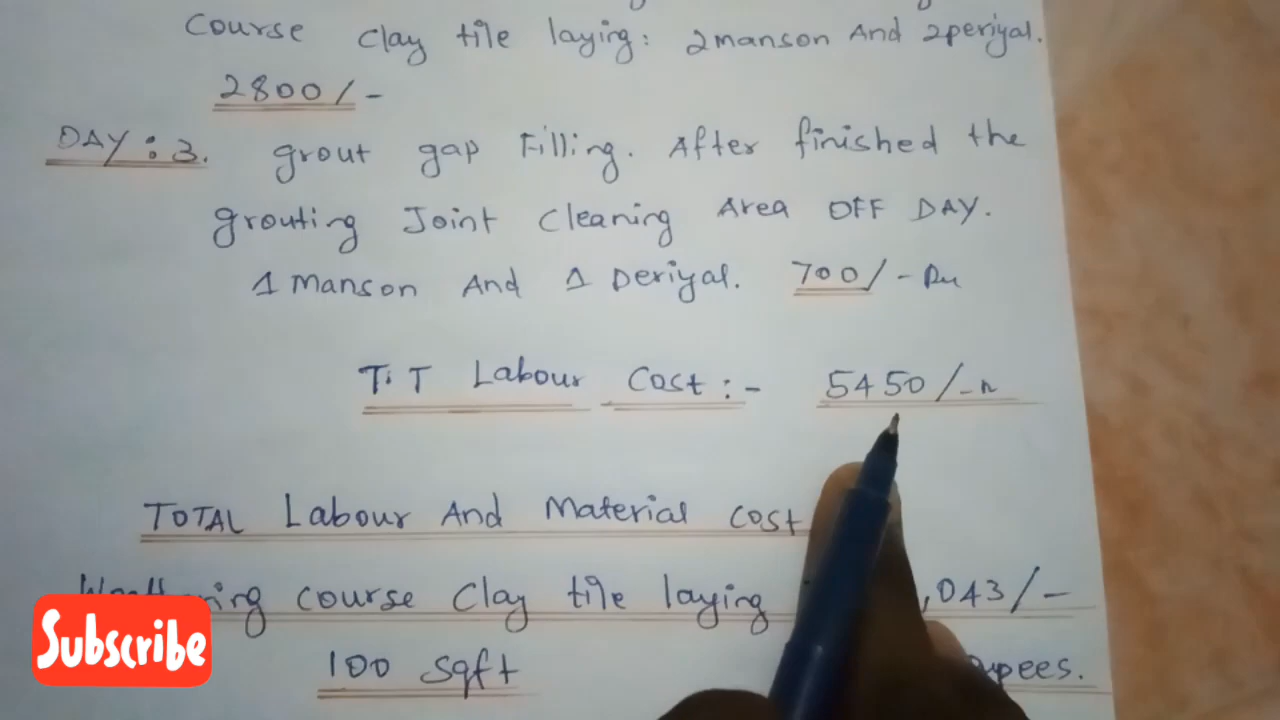 Course clay tile laying: 2manson And 2periyal.
2800/-
DAY: 3. grout gap Filling. After finished the
grouting Joint Cleaning Area OFF DAY.
1 Manson And 1 Periyal. 700/-
T.T Labour Cost:- 5450/-
TOTAL Labour And Material Cost
course Clay tile laying ,043/-
100 sqft
Subscribe